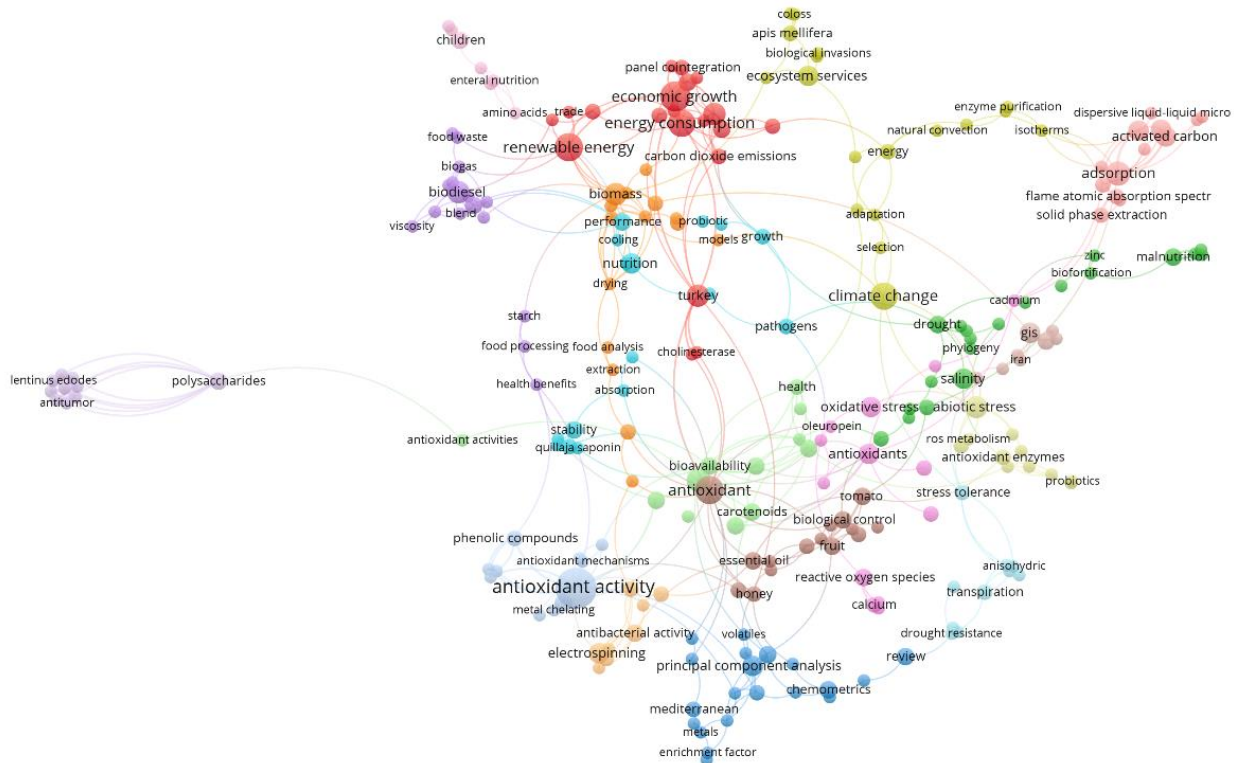 coloss
children
apis mellifera
biological invasions
panel cointegration
ecosystem services
enteral nutrition
economic growth
amino acids
trade
energy consumption
enzyme purification
dispersive liquid-liquid micro
food waste
renewable energy
natural convection
isotherms
activated carbon
carbon dioxide emissions
energy
biogas
adsorption
biodiesel
biomass
flame atomic absorption spectr
blend
performance
probiotic
adaptation
solid phase extraction
viscosity
cooling
models
growth
selection
nutrition
zinc
malnutrition
biofortification
drying
turkey
climate change
cadmium
starch
pathogens
drought
gis
food processing
food analysis
cholinesterase
phylogeny
iran
extraction
lentinus edodes
polysaccharides
health benefits
absorption
health
salinity
antitumor
oxidative stress
abiotic stress
oleuropein
stability
antioxidant activities
quillaja saponin
ros metabolism
antioxidants
antioxidant enzymes
bioavailability
probiotics
antioxidant
stress tolerance
tomato
carotenoids
biological control
phenolic compounds
fruit
antioxidant mechanisms
essential oil
anisohydric
reactive oxygen species
antioxidant activity
honey
transpiration
metal chelating
calcium
antibacterial activity
volatiles
drought resistance
electrospinning
principal component analysis
review
chemometrics
mediterranean
metals
enrichment factor